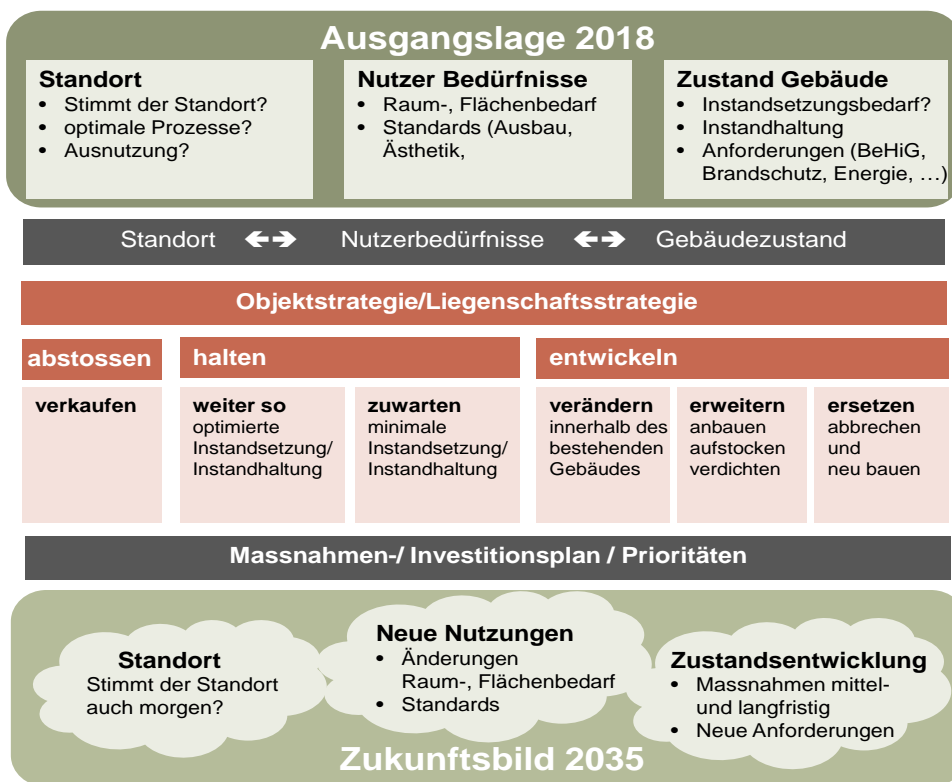 Ausgangslage 2018
Standort
• Stimmt der Standort?
• optimale Prozesse?
• Ausnutzung?
Nutzer Bedürfnisse
• Raum-, Flächenbedarf
• Standards (Ausbau,
Ästhetik,
Zustand Gebäude
• Instandsetzungsbedarf?
• Instandhaltung
• Anforderungen (BeHiG,
Brandschutz, Energie, …)
Standort ←→ Nutzerbedürfnisse ←→ Gebäudezustand
Objektstrategie/Liegenschaftsstrategie
abstossen
verkaufen
halten
weiter so
optimierte
Instandsetzung/
Instandhaltung
zuwarten
minimale
Instandsetzung/
Instandhaltung
entwickeln
verändern
innerhalb des
bestehenden
Gebäudes
erweitern
anbauen
aufstocken
verdichten
ersetzen
abbrechen
und
neu bauen
Massnahmen-/ Investitionsplan / Prioritäten
Standort
Stimmt der Standort
auch morgen?
Neue Nutzungen
• Änderungen
Raum-, Flächenbedarf
• Standards
Zustandsentwicklung
• Massnahmen mittel-
und langfristig
• Neue Anforderungen
Zukunftsbild 2035